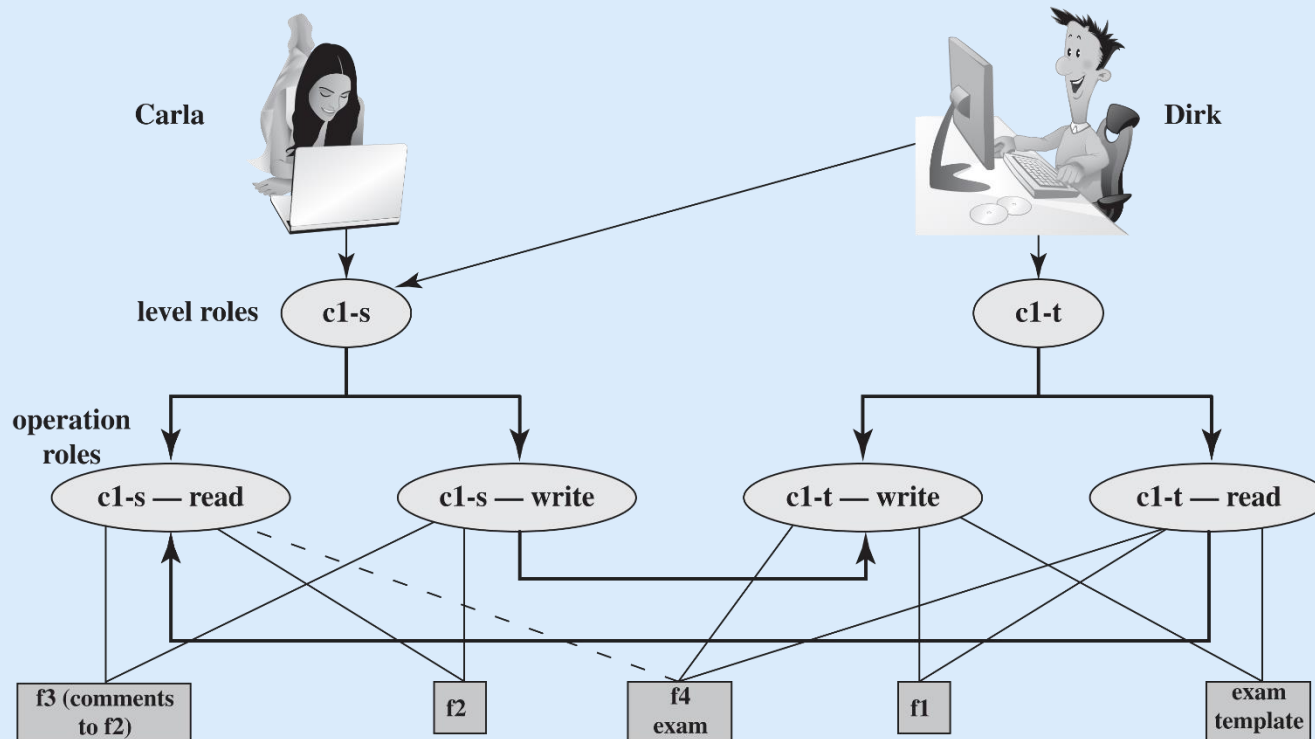 Carla
Dirk
level roles
c1-s
c1-t
operation
roles
c1-s — read
c1-s — write
c1-t — write
c1-t — read
f3 (comments
to f2)
f2
f4
exam
f1
exam
template